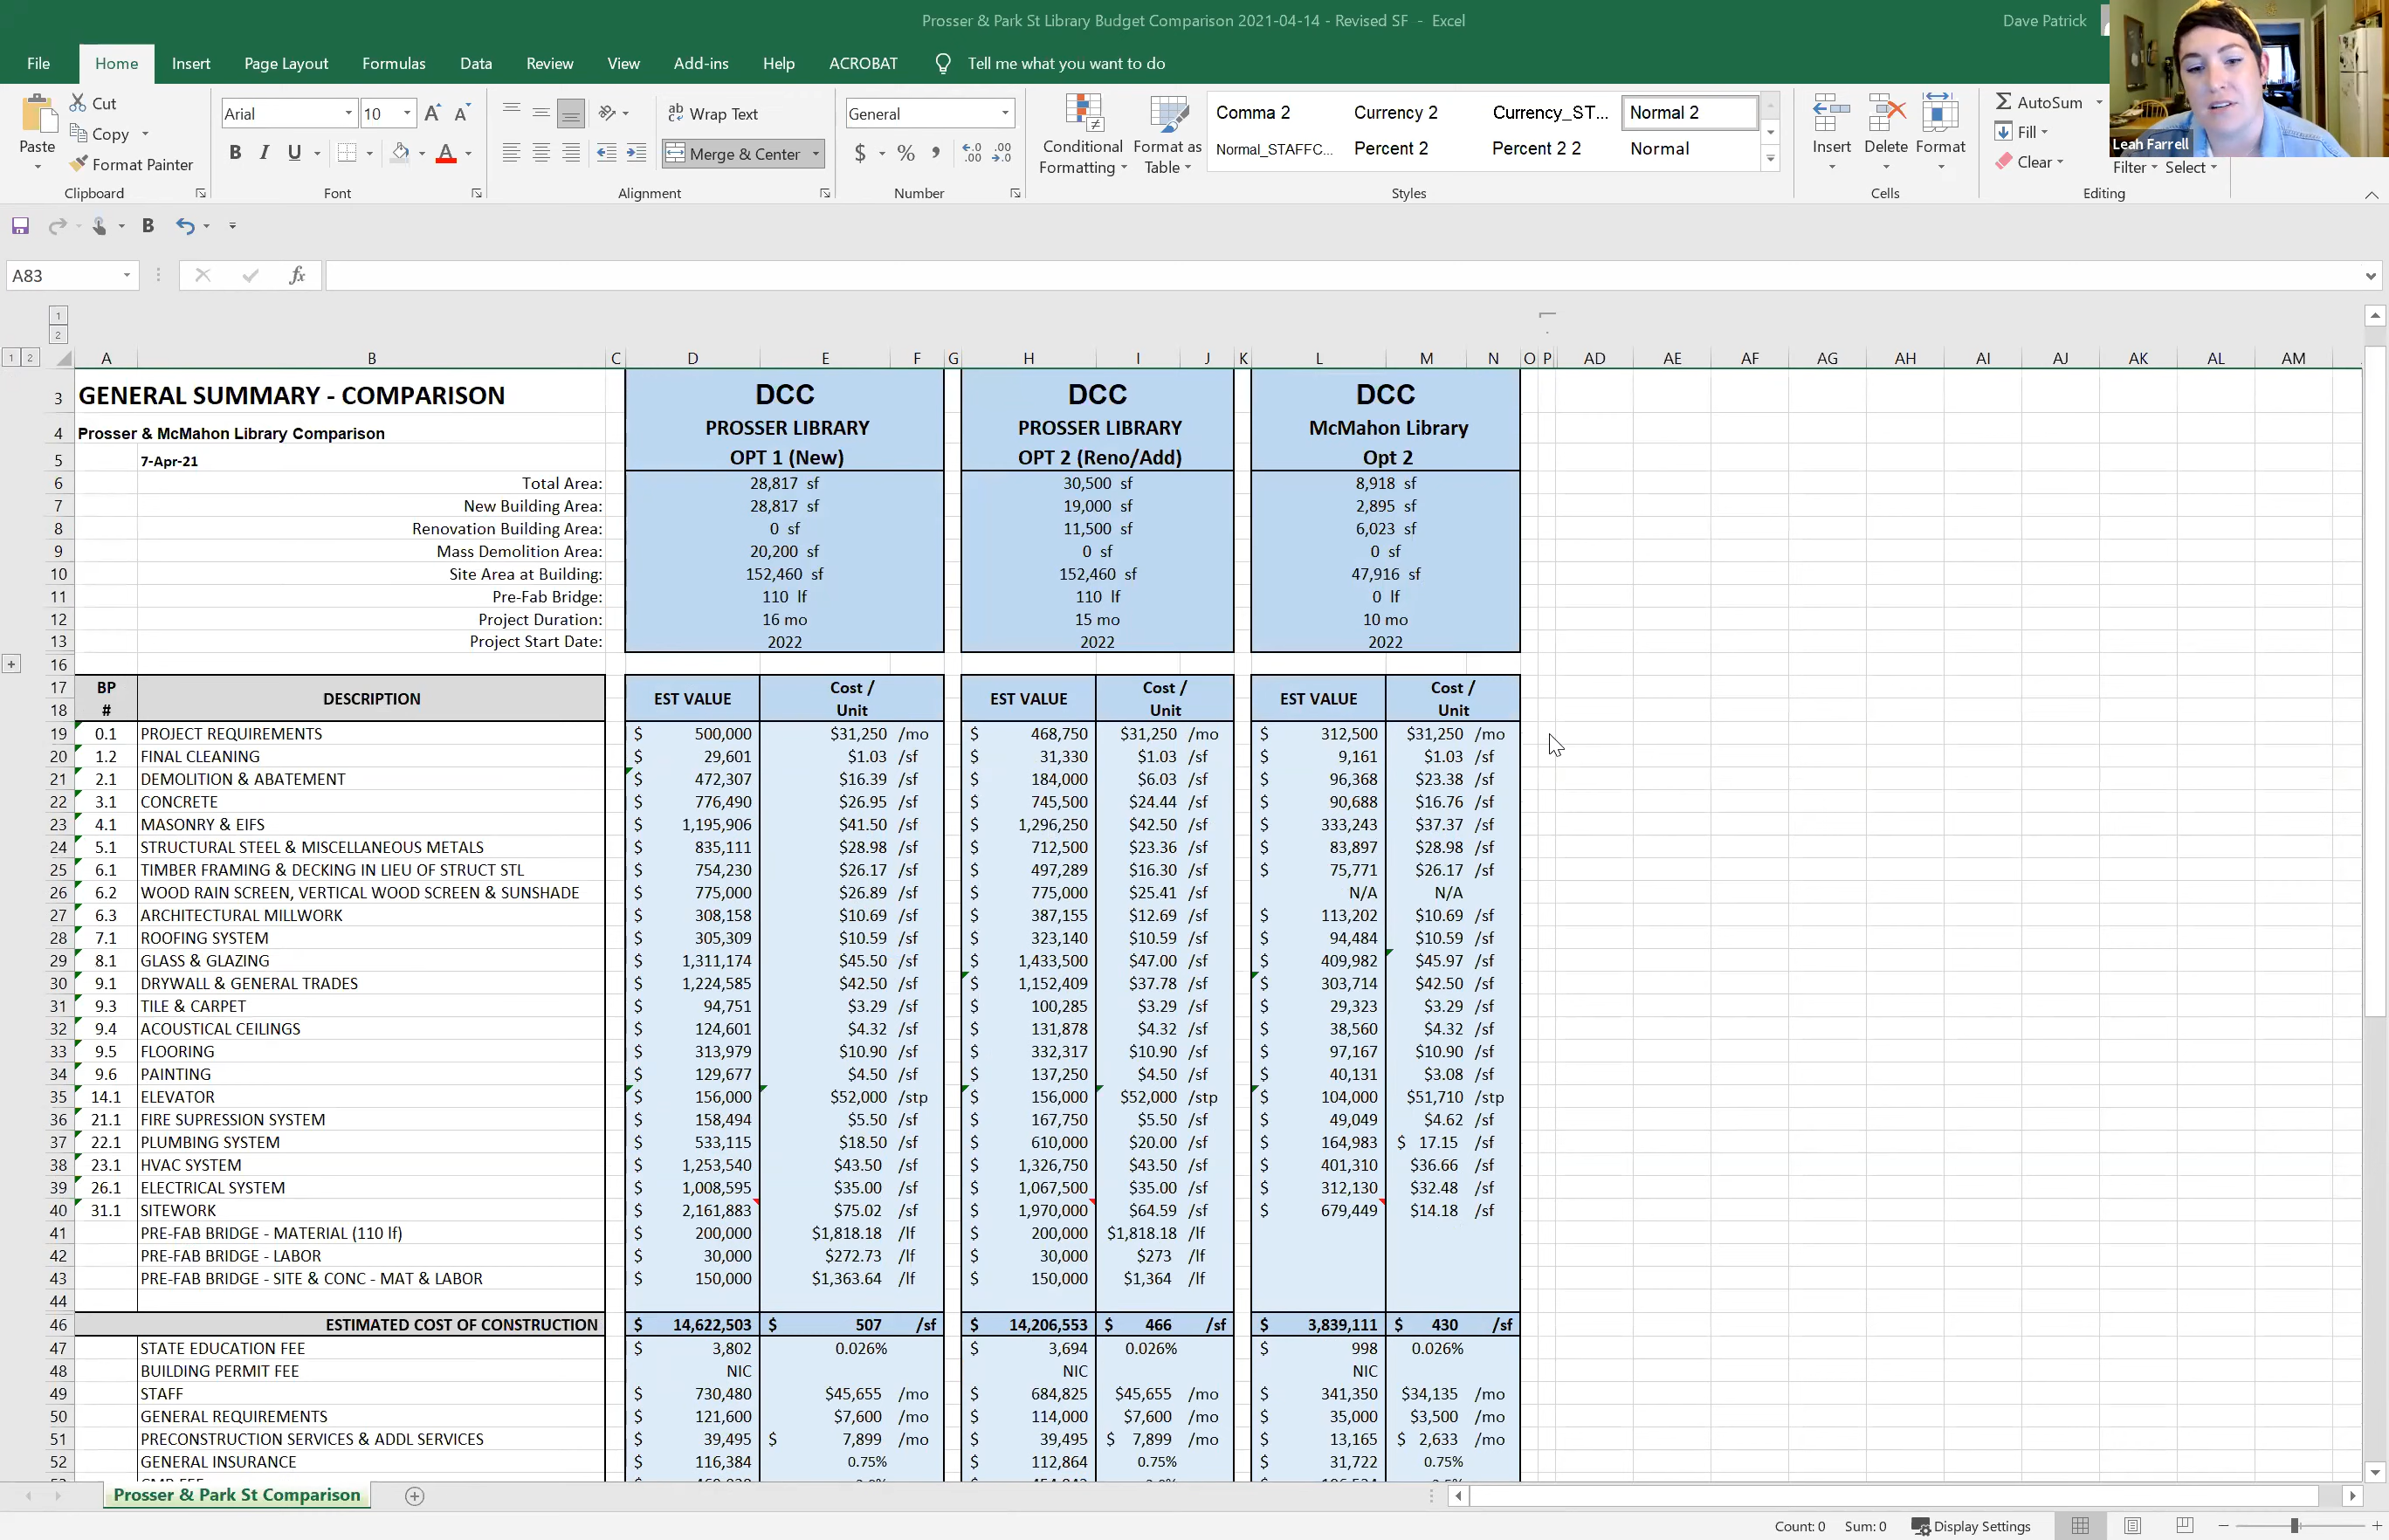 Prosser & Park St Library Budget Comparison 2021-04-14 - Revised SF - Excel
Dave Patrick
File Home Insert Page Layout Formulas Data Review View Add-ins Help ACROBAT Tell me what you want to do
Paste
Cut
Copy
Format Painter
Clipboard
Arial 10
B I U
Font
Wrap Text
Merge & Center
Alignment
General
$ % ,
Number
Conditional Formatting
Format as Table
Comma 2 Currency 2 Currency_ST... Normal 2
Normal_STAFFC... Percent 2 Percent 2 2 Normal
Styles
Insert Delete Format
Cells
AutoSum
Fill
Clear
Filter Select
Editing
Leah Farrell
B
A83 fx
1
2
1 2 A B C D E F G H I J K L M N O P AD AE AF AG AH AI AJ AK AL AM
3 GENERAL SUMMARY - COMPARISON DCC DCC DCC
4 Prosser & McMahon Library Comparison PROSSER LIBRARY PROSSER LIBRARY McMahon Library
5 7-Apr-21 OPT 1 (New) OPT 2 (Reno/Add) Opt 2
6 Total Area: 28,817 sf 30,500 sf 8,918 sf
7 New Building Area: 28,817 sf 19,000 sf 2,895 sf
8 Renovation Building Area: 0 sf 11,500 sf 6,023 sf
9 Mass Demolition Area: 20,200 sf 0 sf 0 sf
10 Site Area at Building: 152,460 sf 152,460 sf 47,916 sf
11 Pre-Fab Bridge: 110 lf 110 lf 0 lf
12 Project Duration: 16 mo 15 mo 10 mo
13 Project Start Date: 2022 2022 2022
16
17 BP DESCRIPTION EST VALUE Cost / EST VALUE Cost / EST VALUE Cost /
18 # Unit Unit Unit
19 0.1 PROJECT REQUIREMENTS $ 500,000 $31,250 /mo $ 468,750 $31,250 /mo $ 312,500 $31,250 /mo
20 1.2 FINAL CLEANING $ 29,601 $1.03 /sf $ 31,330 $1.03 /sf $ 9,161 $1.03 /sf
21 2.1 DEMOLITION & ABATEMENT $ 472,307 $16.39 /sf $ 184,000 $6.03 /sf $ 96,368 $23.38 /sf
22 3.1 CONCRETE $ 776,490 $26.95 /sf $ 745,500 $24.44 /sf $ 90,688 $16.76 /sf
23 4.1 MASONRY & EIFS $ 1,195,906 $41.50 /sf $ 1,296,250 $42.50 /sf $ 333,243 $37.37 /sf
24 5.1 STRUCTURAL STEEL & MISCELLANEOUS METALS $ 835,111 $28.98 /sf $ 712,500 $23.36 /sf $ 83,897 $28.98 /sf
25 6.1 TIMBER FRAMING & DECKING IN LIEU OF STRUCT STL $ 754,230 $26.17 /sf $ 497,289 $16.30 /sf $ 75,771 $26.17 /sf
26 6.2 WOOD RAIN SCREEN, VERTICAL WOOD SCREEN & SUNSHADE $ 775,000 $26.89 /sf $ 775,000 $25.41 /sf N/A N/A
27 6.3 ARCHITECTURAL MILLWORK $ 308,158 $10.69 /sf $ 387,155 $12.69 /sf $ 113,202 $10.69 /sf
28 7.1 ROOFING SYSTEM $ 305,309 $10.59 /sf $ 323,140 $10.59 /sf $ 94,484 $10.59 /sf
29 8.1 GLASS & GLAZING $ 1,311,174 $45.50 /sf $ 1,433,500 $47.00 /sf $ 409,982 $45.97 /sf
30 9.1 DRYWALL & GENERAL TRADES $ 1,224,585 $42.50 /sf $ 1,152,409 $37.78 /sf $ 303,714 $42.50 /sf
31 9.3 TILE & CARPET $ 94,751 $3.29 /sf $ 100,285 $3.29 /sf $ 29,323 $3.29 /sf
32 9.4 ACOUSTICAL CEILINGS $ 124,601 $4.32 /sf $ 131,878 $4.32 /sf $ 38,560 $4.32 /sf
33 9.5 FLOORING $ 313,979 $10.90 /sf $ 332,317 $10.90 /sf $ 97,167 $10.90 /sf
34 9.6 PAINTING $ 129,677 $4.50 /sf $ 137,250 $4.50 /sf $ 40,131 $3.08 /sf
35 14.1 ELEVATOR $ 156,000 $52,000 /stp $ 156,000 $52,000 /stp $ 104,000 $51,710 /stp
36 21.1 FIRE SUPRESSION SYSTEM $ 158,494 $5.50 /sf $ 167,750 $5.50 /sf $ 49,049 $4.62 /sf
37 22.1 PLUMBING SYSTEM $ 533,115 $18.50 /sf $ 610,000 $20.00 /sf $ 164,983 $ 17.15 /sf
38 23.1 HVAC SYSTEM $ 1,253,540 $43.50 /sf $ 1,326,750 $43.50 /sf $ 401,310 $36.66 /sf
39 26.1 ELECTRICAL SYSTEM $ 1,008,595 $35.00 /sf $ 1,067,500 $35.00 /sf $ 312,130 $32.48 /sf
40 31.1 SITEWORK $ 2,161,883 $75.02 /sf $ 1,970,000 $64.59 /sf $ 679,449 $14.18 /sf
41 PRE-FAB BRIDGE - MATERIAL (110 lf) $ 200,000 $1,818.18 /lf $ 200,000 $1,818.18 /lf
42 PRE-FAB BRIDGE - LABOR $ 30,000 $272.73 /lf $ 30,000 $273 /lf
43 PRE-FAB BRIDGE - SITE & CONC - MAT & LABOR $ 150,000 $1,363.64 /lf $ 150,000 $1,364 /lf
44
46 ESTIMATED COST OF CONSTRUCTION $ 14,622,503 $ 507 /sf $ 14,206,553 $ 466 /sf $ 3,839,111 $ 430 /sf
47 STATE EDUCATION FEE $ 3,802 0.026% $ 3,694 0.026% $ 998 0.026%
48 BUILDING PERMIT FEE NIC NIC NIC
49 STAFF $ 730,480 $45,655 /mo $ 684,825 $45,655 /mo $ 341,350 $34,135 /mo
50 GENERAL REQUIREMENTS $ 121,600 $7,600 /mo $ 114,000 $7,600 /mo $ 35,000 $3,500 /mo
51 PRECONSTRUCTION SERVICES & ADDL SERVICES $ 39,495 $ 7,899 /mo $ 39,495 $ 7,899 /mo $ 13,165 $ 2,633 /mo
52 GENERAL INSURANCE $ 116,384 0.75% $ 112,864 0.75% $ 31,722 0.75%
Prosser & Park St Comparison
Count: 0 Sum: 0 Display Settings